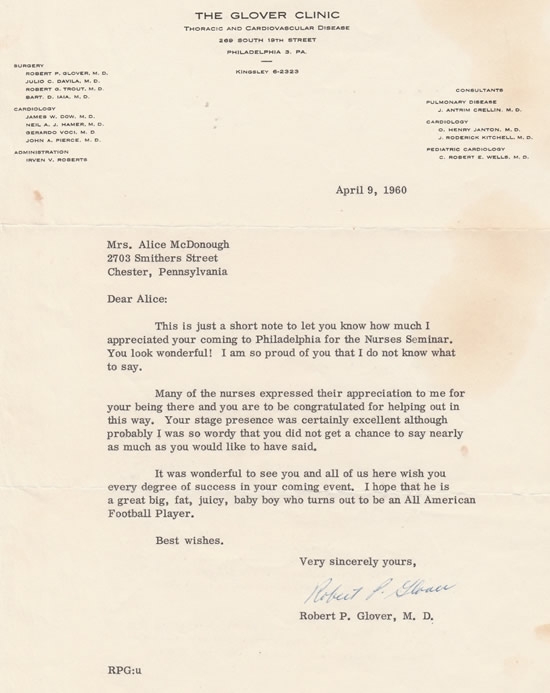 THE GLOVER CLINIC
THORACIC AND CARDIOVASCULAR DISEASE
269 SOUTH 19TH STREET
PHILADELPHIA 3, PA.
KINGSLEY 6-2323
SURGERY
ROBERT P. GLOVER, M. D.
JULIO C. DAVILA, M. D.
ROBERT G. TROUT, M. D.
BART. D. IAIA, M. D.
CARDIOLOGY
JAMES W. DOW, M. D.
NEIL A. J. HAMER, M. D.
GERARDO VOCI, M. D
JOHN A. PIERCE, M. D.
ADMINISTRATION
IRVEN V. ROBERTS
CONSULTANTS
PULMONARY DISEASE
J. ANTRIM CRELLIN, M. D.
CARDIOLOGY
O. HENRY JANTON, M. D.
J. RODERICK KITCHELL, M. D.
PEDIATRIC CARDIOLOGY
C. ROBERT E. WELLS, M. D.
April 9, 1960
Mrs. Alice McDonough
2703 Smithers Street
Chester, Pennsylvania
Dear Alice:
This is just a short note to let you know how much I
appreciated your coming to Philadelphia for the Nurses Seminar.
You look wonderful! I am so proud of you that I do not know what
to say.
Many of the nurses expressed their appreciation to me for
your being there and you are to be congratulated for helping out in
this way. Your stage presence was certainly excellent although
probably I was so wordy that you did not get a chance to say nearly
as much as you would like to have said.
It was wonderful to see you and all of us here wish you
every degree of success in your coming event. I hope that he is
a great big, fat, juicy, baby boy who turns out to be an All American
Football Player.
Best wishes.
Very sincerely yours,
Robert P. Glover
Robert P. Glover, M. D.
RPG:u